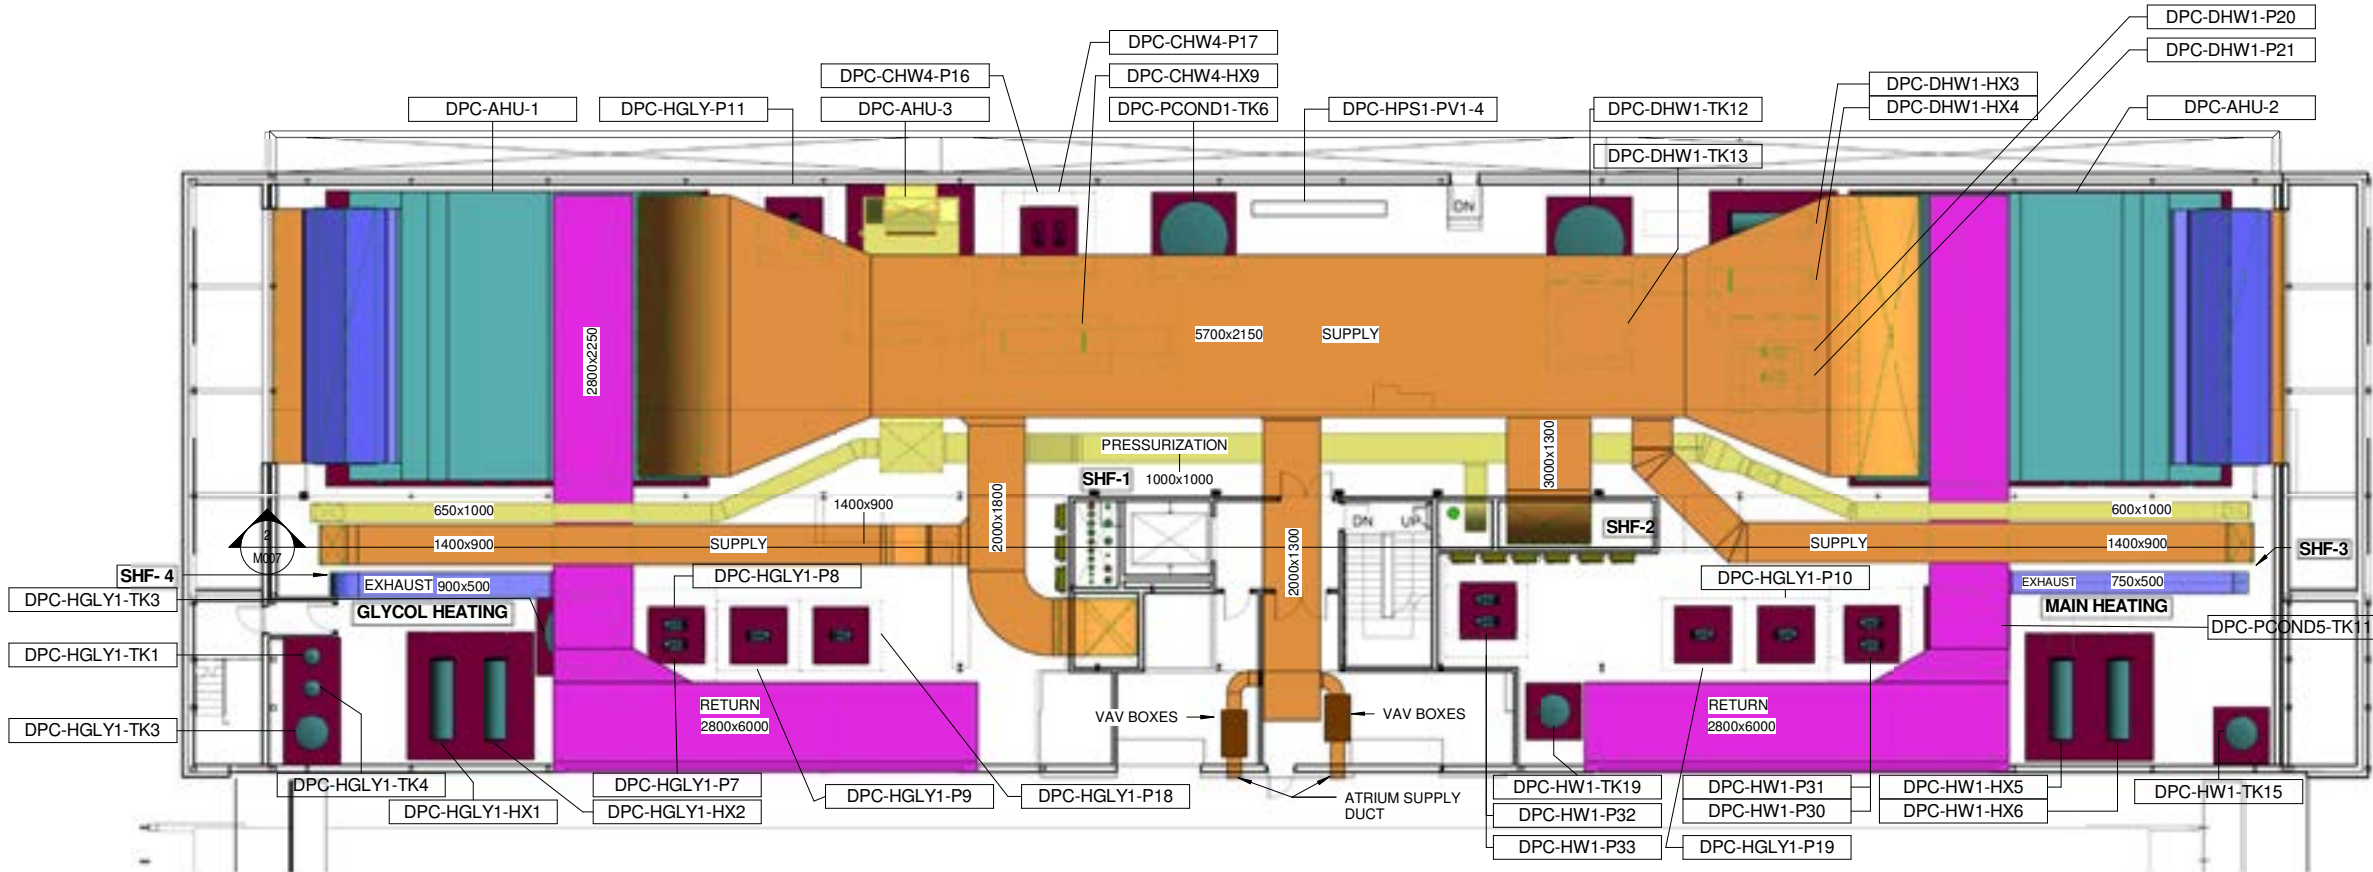 DPC-DHW1-P20
DPC-CHW4-P17
DPC-DHW1-P21
DPC-CHW4-P16
DPC-CHW4-HX9
DPC-DHW1-HX3
DPC-AHU-1
DPC-HGLY-P11
DPC-AHU-3
DPC-PCOND1-TK6
DPC-HPS1-PV1-4
DPC-DHW1-TK12
DPC-DHW1-HX4
DPC-AHU-2
DPC-DHW1-TK13
DN
2800x2250
5700x2150
SUPPLY
PRESSURIZATION
1000x1000
SHF-1
3000x1300
650x1000
1400x900
2000x1800
DN
UP
SHF-2
600x1000
2
M007
1400x900
SUPPLY
2000x1300
SUPPLY
1400x900
SHF-3
SHF- 4
EXHAUST
900x500
DPC-HGLY1-P8
DPC-HGLY1-P10
EXHAUST
750x500
DPC-HGLY1-TK3
GLYCOL HEATING
MAIN HEATING
DPC-PCOND5-TK11
DPC-HGLY1-TK1
RETURN
2800x6000
VAV BOXES
VAV BOXES
RETURN
2800x6000
DPC-HGLY1-TK3
DPC-HGLY1-TK4
DPC-HGLY1-P7
DPC-HGLY1-P9
DPC-HGLY1-P18
ATRIUM SUPPLY
DUCT
DPC-HW1-TK19
DPC-HW1-P31
DPC-HW1-HX5
DPC-HW1-TK15
DPC-HGLY1-HX1
DPC-HGLY1-HX2
DPC-HW1-P32
DPC-HW1-P30
DPC-HW1-HX6
DPC-HW1-P33
DPC-HGLY1-P19